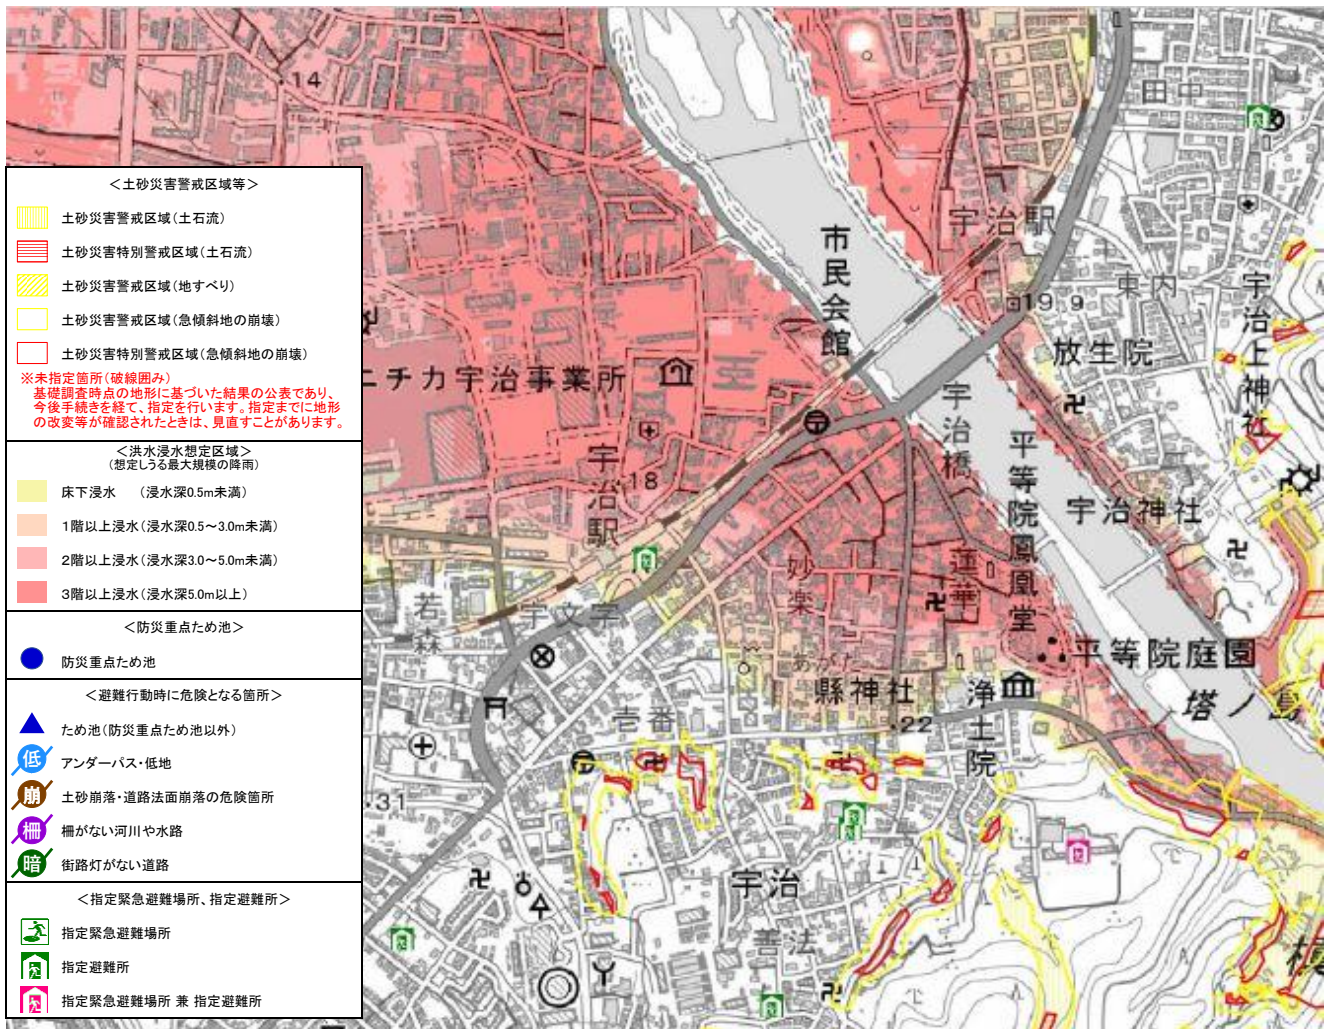 <土砂災害警戒区域等>
土砂災害警戒区域(土石流)
土砂災害特別警戒区域(土石流)
土砂災害警戒区域(地すべり)
土砂災害警戒区域(急傾斜地の崩壊)
土砂災害特別警戒区域(急傾斜地の崩壊)
※未指定箇所(破線囲み)
基礎調査時点の地形に基づいた結果の公表であり、
今後手続きを経て、指定を行います。指定までに地形
の改変等が確認されたときは、見直すことがあります。
<洪水浸水想定区域>
(想定しうる最大規模の降雨)
床下浸水 (浸水深0.5m未満)
1階以上浸水(浸水深0.5~3.0m未満)
2階以上浸水(浸水深3.0~5.0m未満)
3階以上浸水(浸水深5.0m以上)
<防災重点ため池>
防災重点ため池
<避難行動時に危険となる箇所>
ため池(防災重点ため池以外)
低 アンダーパス・低地
崩 土砂崩落・道路法面崩落の危険箇所
柵 柵がない河川や水路
暗 街路灯がない道路
<指定緊急避難場所、指定避難所>
指定緊急避難場所
指定避難所
指定緊急避難場所 兼 指定避難所
14
田中
宇治駅
市民会館
19.9
東内
宇治上神社
放生院
ニチカ宇治事業所
宇治橋
平等院鳳凰堂
宇治駅
18
宇治神社
妙楽
蓮華
若森
宇文字
あがた
縣神社
平等院庭園
塔ノ島
浄土院
壱番
22
31
宇治
善法